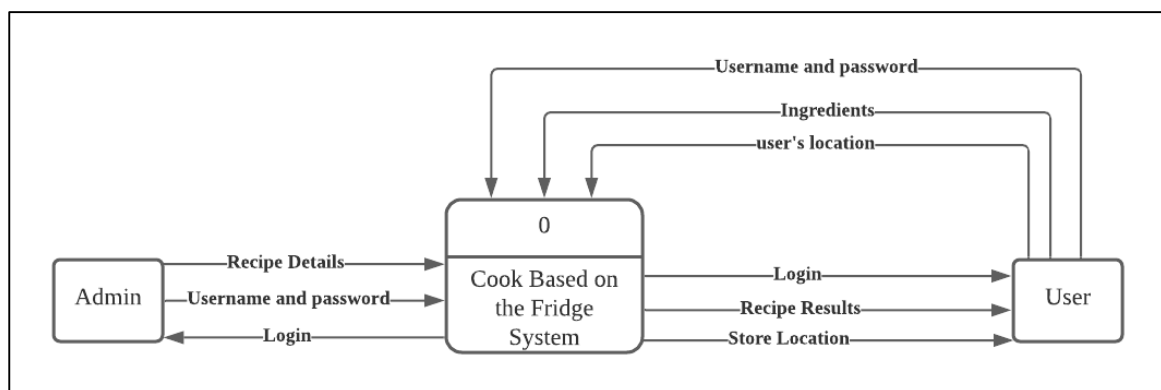 Username and password
Ingredients
user's location
0
Cook Based on
the Fridge
System
Admin
Recipe Details
Username and password
Login
Login
Recipe Results
Store Location
User